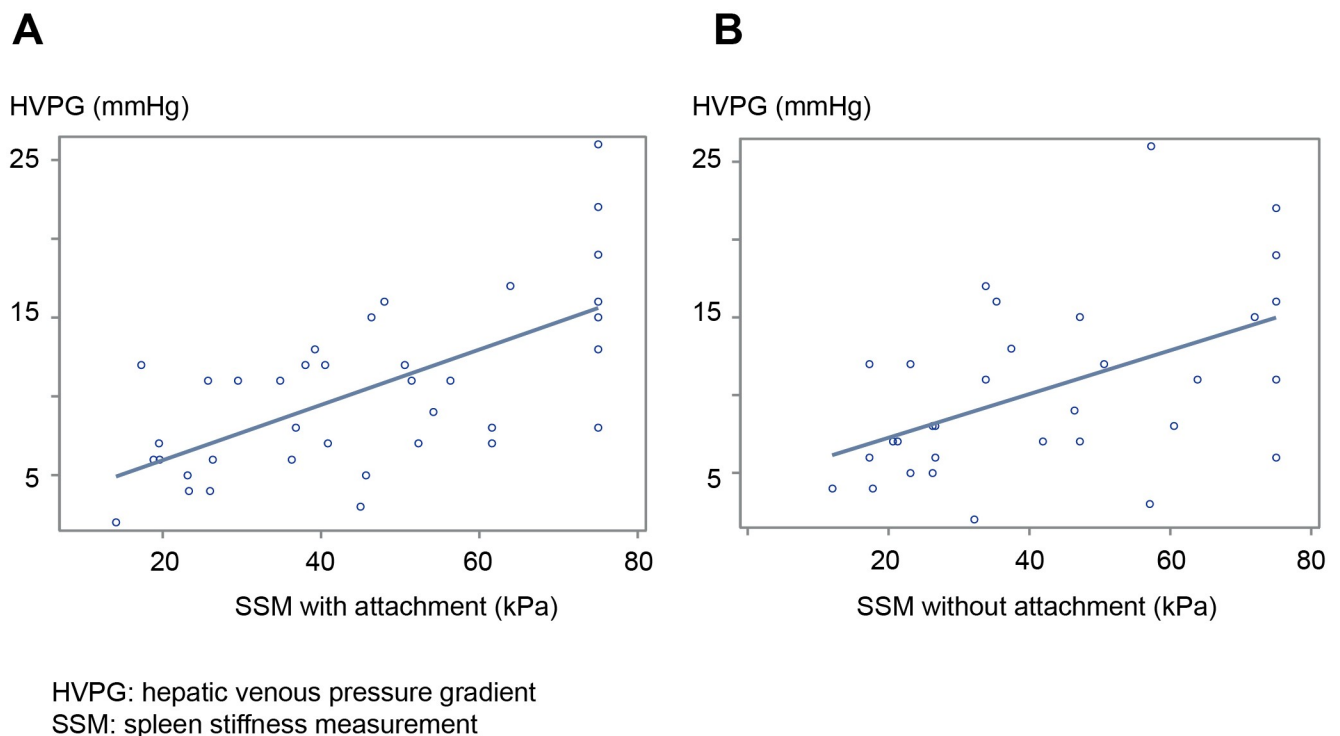 A
HVPG (mmHg)
25
15
5
20
40
60
80
SSM with attachment (kPa)
B
HVPG (mmHg)
25
15
5
20
40
60
80
SSM without attachment (kPa)
HVPG: hepatic venous pressure gradient
SSM: spleen stiffness measurement